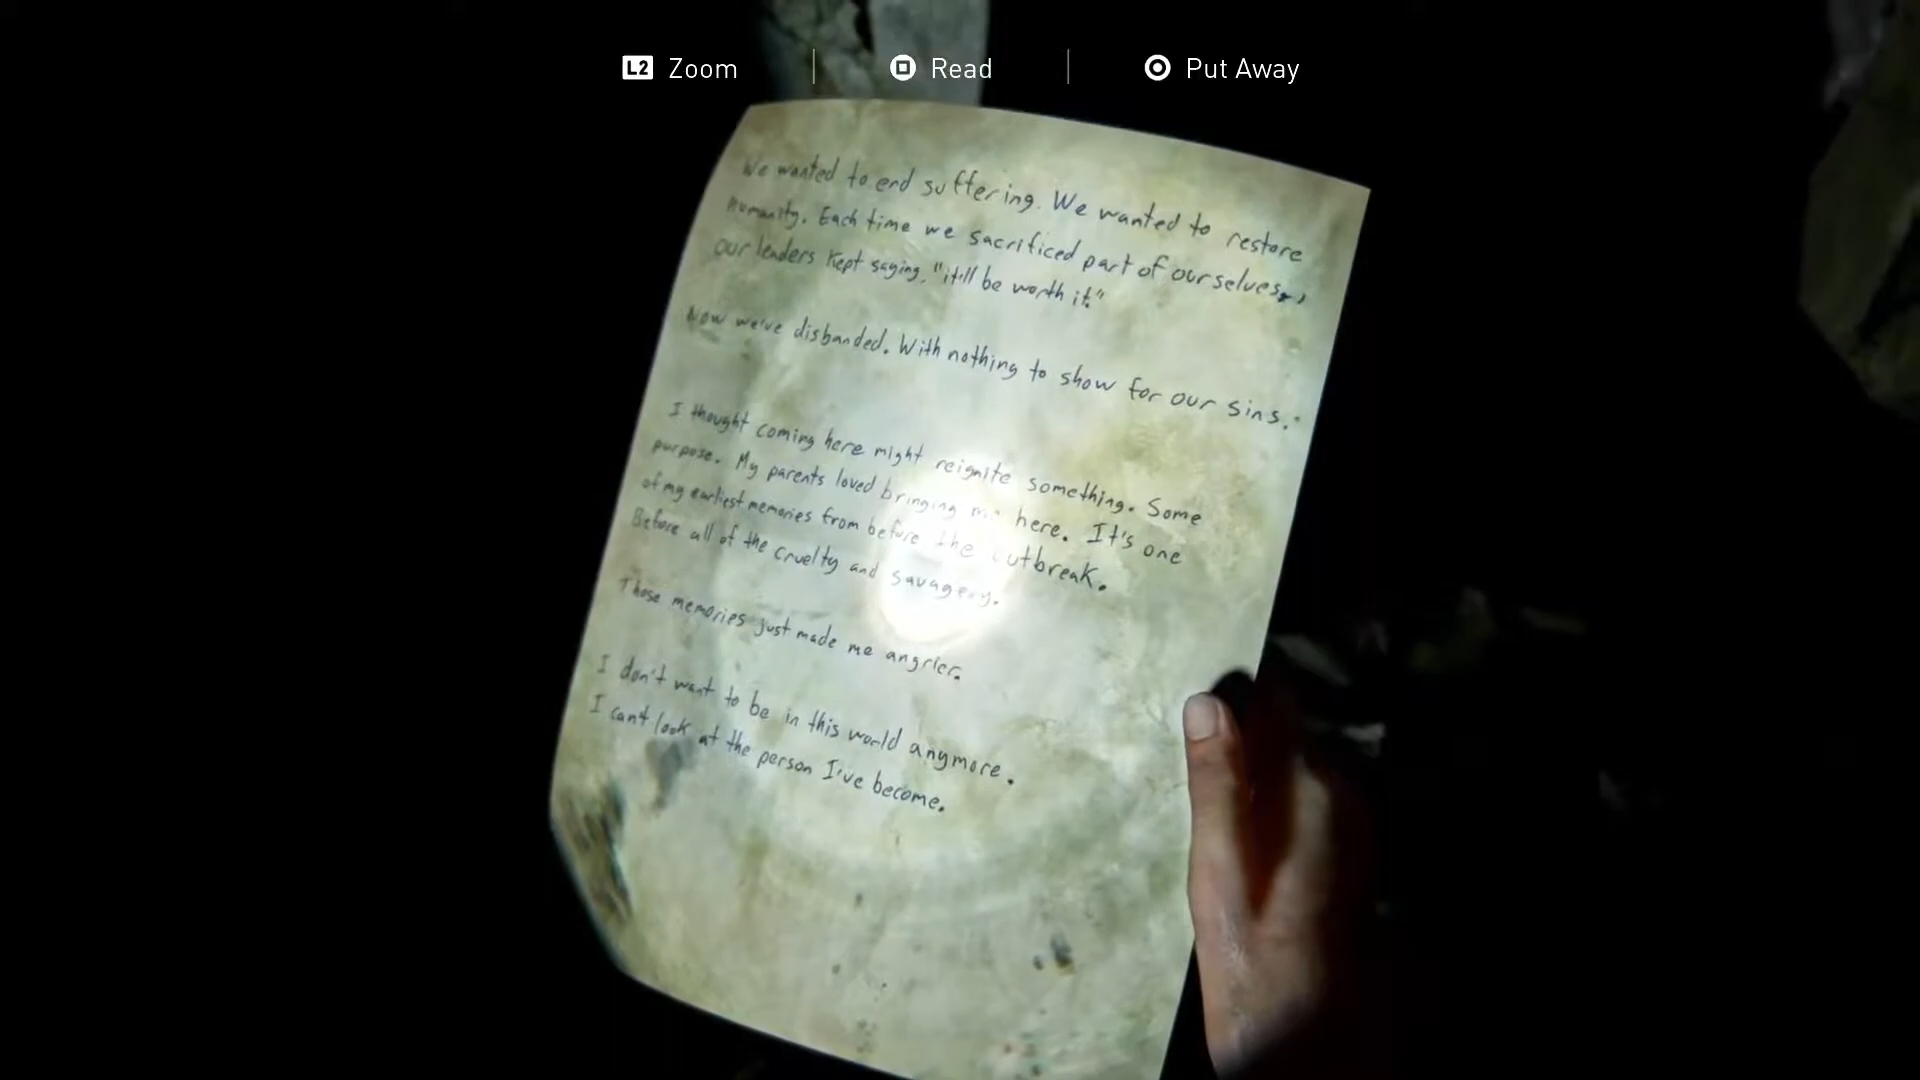 L2 Zoom Read Put Away
We wanted to end suffering. We wanted to restore
humanity. Each time we sacrificed part of ourselves,
our leaders kept saying, "it'll be worth it."
Now we've disbanded. With nothing to show for our sins.
I thought coming here might reignite something. Some
purpose. My parents loved bringing me here. It's one
of my earliest memories from before the outbreak.
Before all of the cruelty and savagery.
Those memories just made me angrier.
I don't want to be in this world anymore.
I can't look at the person I've become.